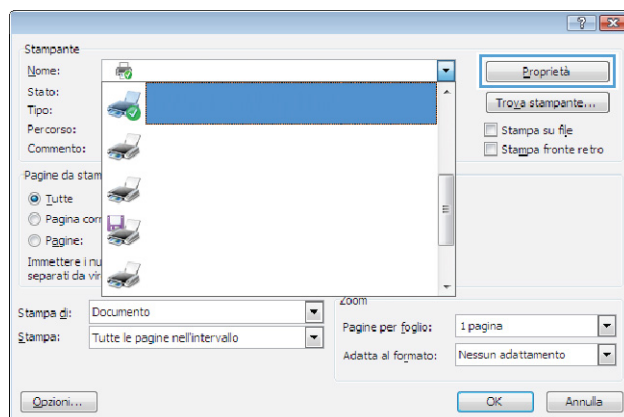 Stampante
Nome:
Proprietà
Stato:
Tipo:
Trova stampante...
Percorso:
Stampa su file
Commento:
Stampa fronte retro
Pagine da stam
Tutte
Pagina corr
Pagine:
Immettere i nu
separati da vir
Zoom
Stampa di: Documento
Pagine per foglio: 1 pagina
Stampa: Tutte le pagine nell'intervallo
Adatta al formato: Nessun adattamento
Opzioni...
OK
Annulla